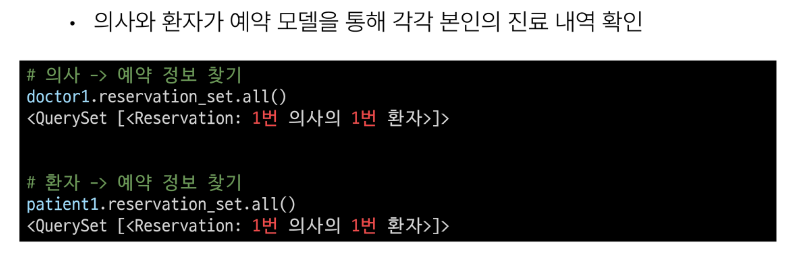 • 의사와 환자가 예약 모델을 통해 각각 본인의 진료 내역 확인
# 의사 -> 예약 정보 찾기
doctor1.reservation_set.all()
<QuerySet [<Reservation: 1번 의사의 1번 환자>]>
# 환자 -> 예약 정보 찾기
patient1.reservation_set.all()
<QuerySet [<Reservation: 1번 의사의 1번 환자>]>